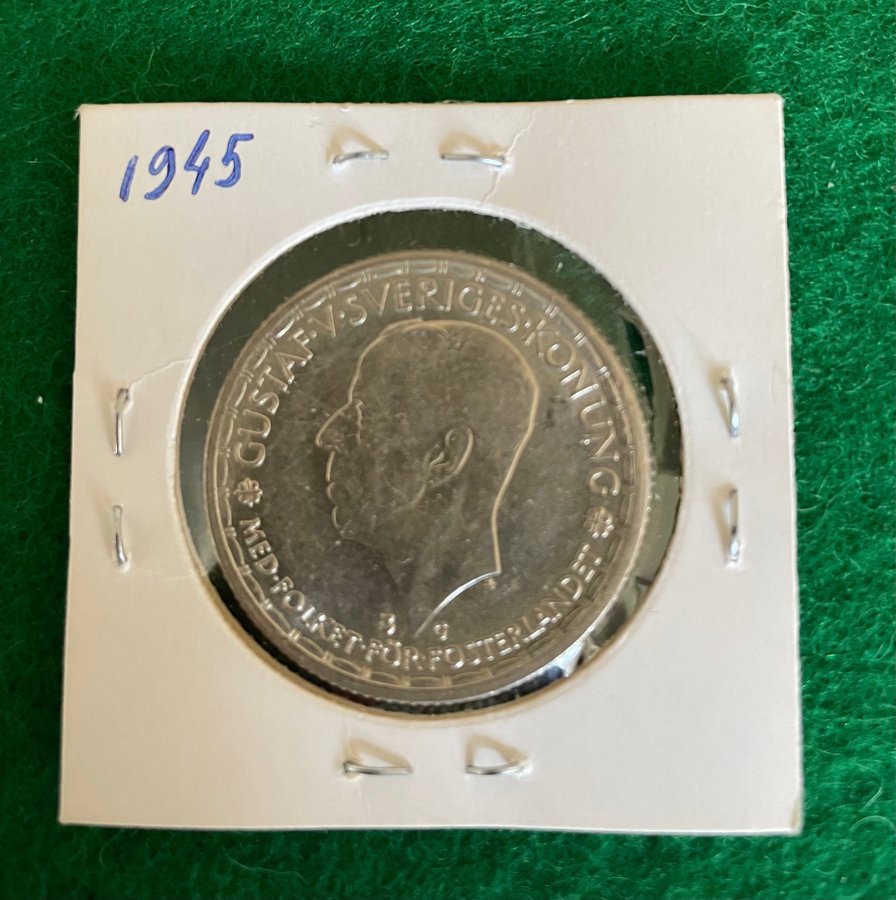 1945
GUSTAF·V·SVERIGES·KONUNG
MED·FOLKET·FÖR·FOSTERLANDET